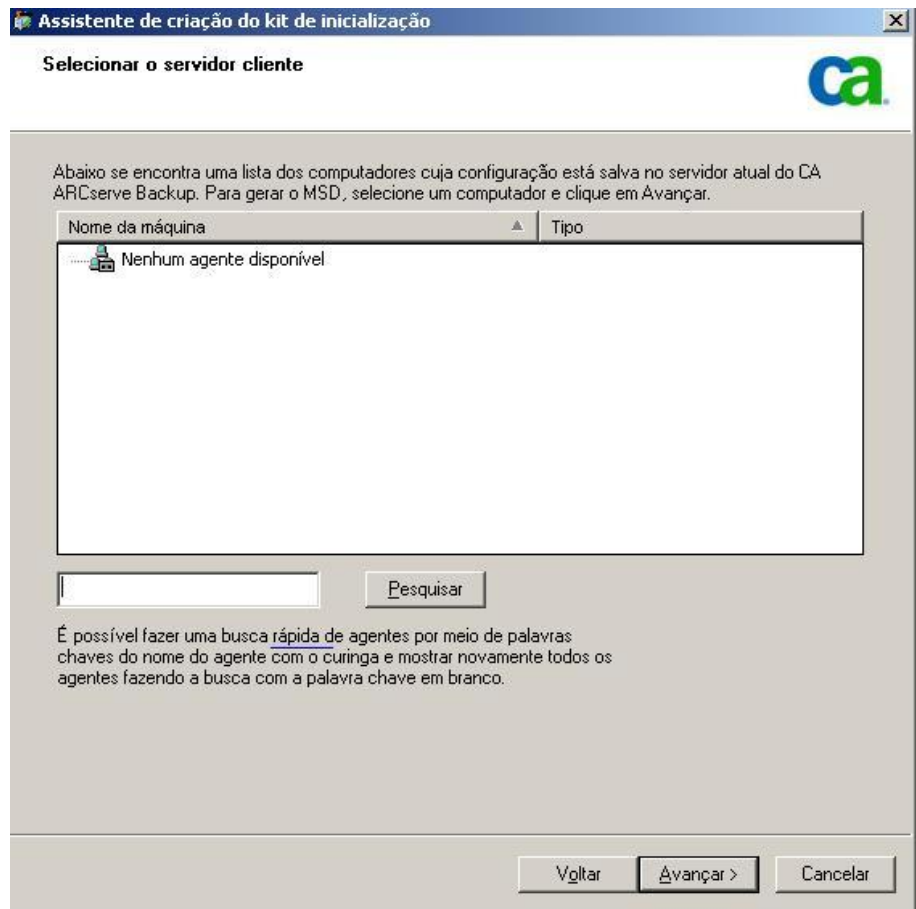 Assistente de criação do kit de inicialização
Selecionar o servidor cliente
ca
Abaixo se encontra uma lista dos computadores cuja configuração está salva no servidor atual do CA
ARCserve Backup. Para gerar o MSD, selecione um computador e clique em Avançar.
Nome da máquina Tipo
Nenhum agente disponível
Pesquisar
É possível fazer uma busca rápida de agentes por meio de palavras
chaves do nome do agente com o curinga e mostrar novamente todos os
agentes fazendo a busca com a palavra chave em branco.
Voltar Avançar > Cancelar